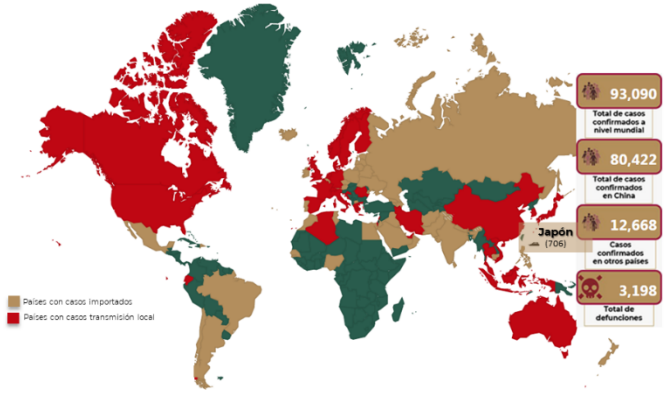 93,090
Total de casos
confirmados a
nivel mundial
80,422
Total de casos
confirmados
en China
12,668
Casos
confirmados
en otros países
3,198
Total de
defunciones
Japón
(706)
Países con casos importados
Países con casos transmisión local